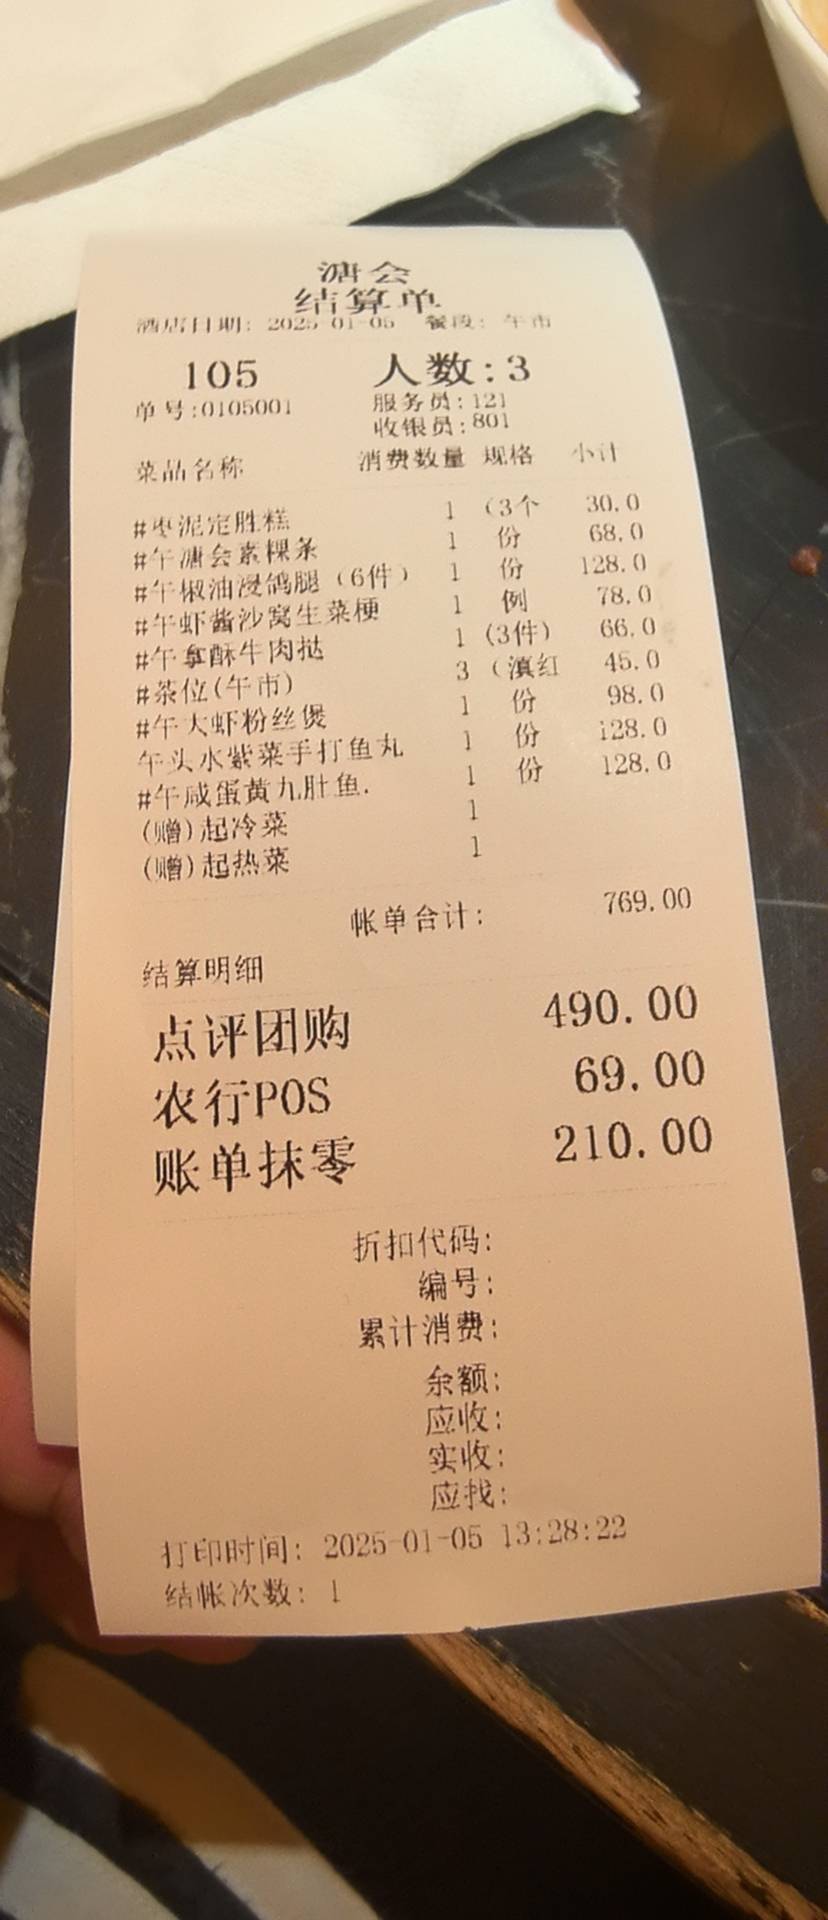 溏会
结算单
酒店日期: 2025-01-05 餐段: 午市
105 人数:3
单号:0105001 服务员:121
收银员:801
菜品名称 消费数量 规格 小计
#枣泥定胜糕 1 (3个 30.0
#午溏会素粿条 1 份 68.0
#午椒油浸鸽腿（6件） 1 份 128.0
#午虾酱沙窝生菜梗 1 例 78.0
#午拿酥牛肉挞 1 (3件) 66.0
#茶位(午市) 3 (滇红 45.0
#午大虾粉丝煲 1 份 98.0
午头水紫菜手打鱼丸 1 份 128.0
#午咸蛋黄九肚鱼. 1 份 128.0
(赠)起冷菜 1
(赠)起热菜 1
帐单合计: 769.00
结算明细
点评团购 490.00
农行POS 69.00
账单抹零 210.00
折扣代码:
编号:
累计消费:
余额:
应收:
实收:
应找:
打印时间: 2025-01-05 13:28:22
结帐次数: 1